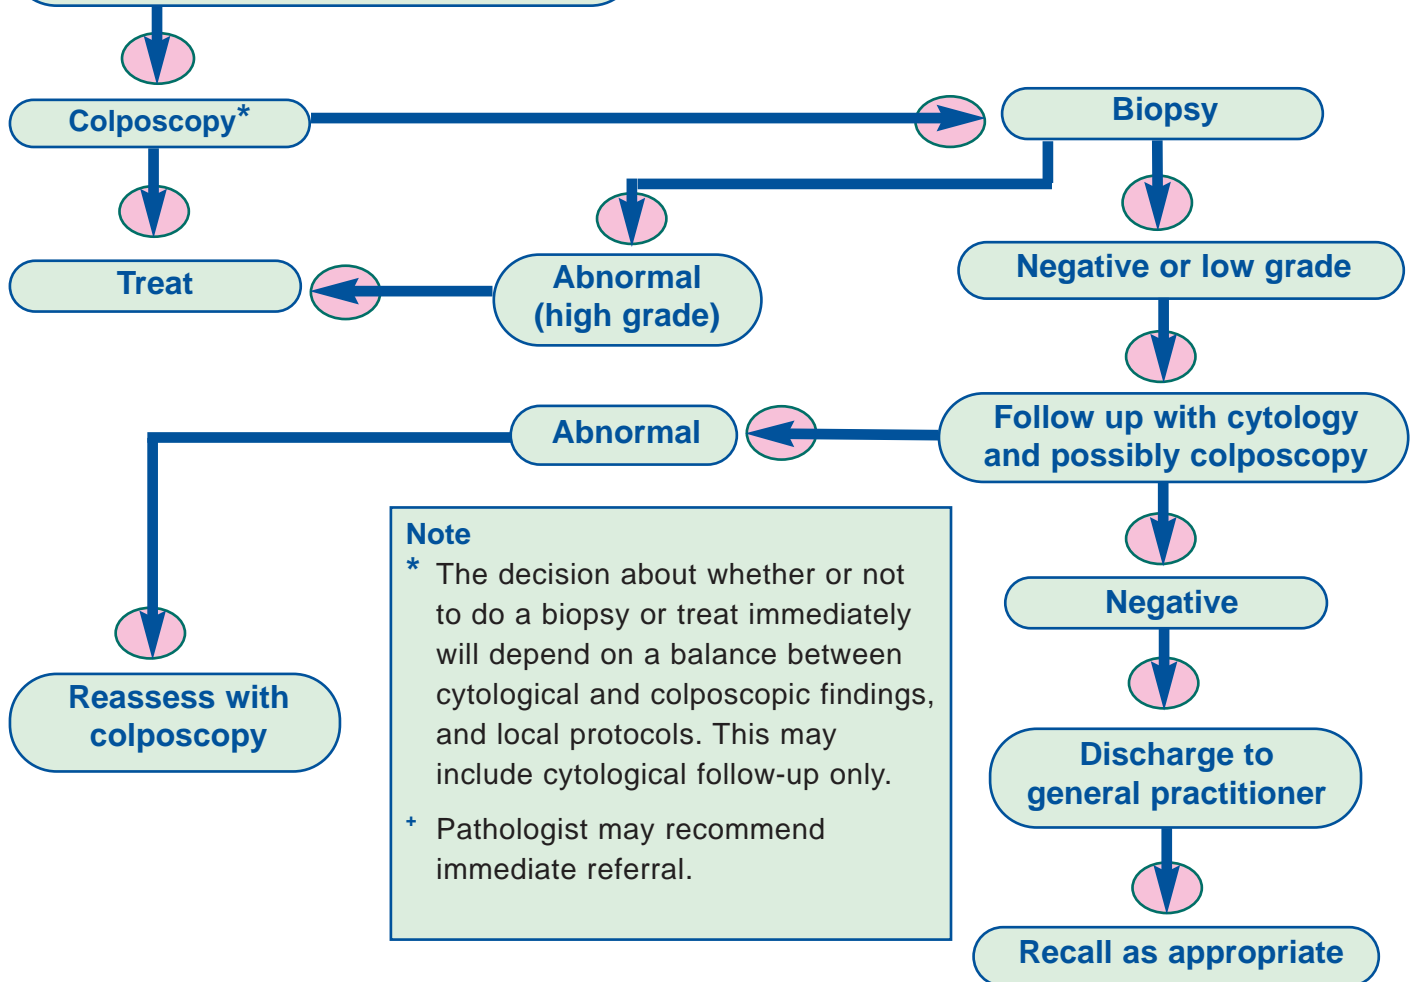 Colposcopy*
Biopsy
Treat
Abnormal
(high grade)
Negative or low grade
Abnormal
Follow up with cytology
and possibly colposcopy
Note
* The decision about whether or not
to do a biopsy or treat immediately
will depend on a balance between
cytological and colposcopic findings,
and local protocols. This may
include cytological follow-up only.
+ Pathologist may recommend
immediate referral.
Negative
Reassess with
colposcopy
Discharge to
general practitioner
Recall as appropriate